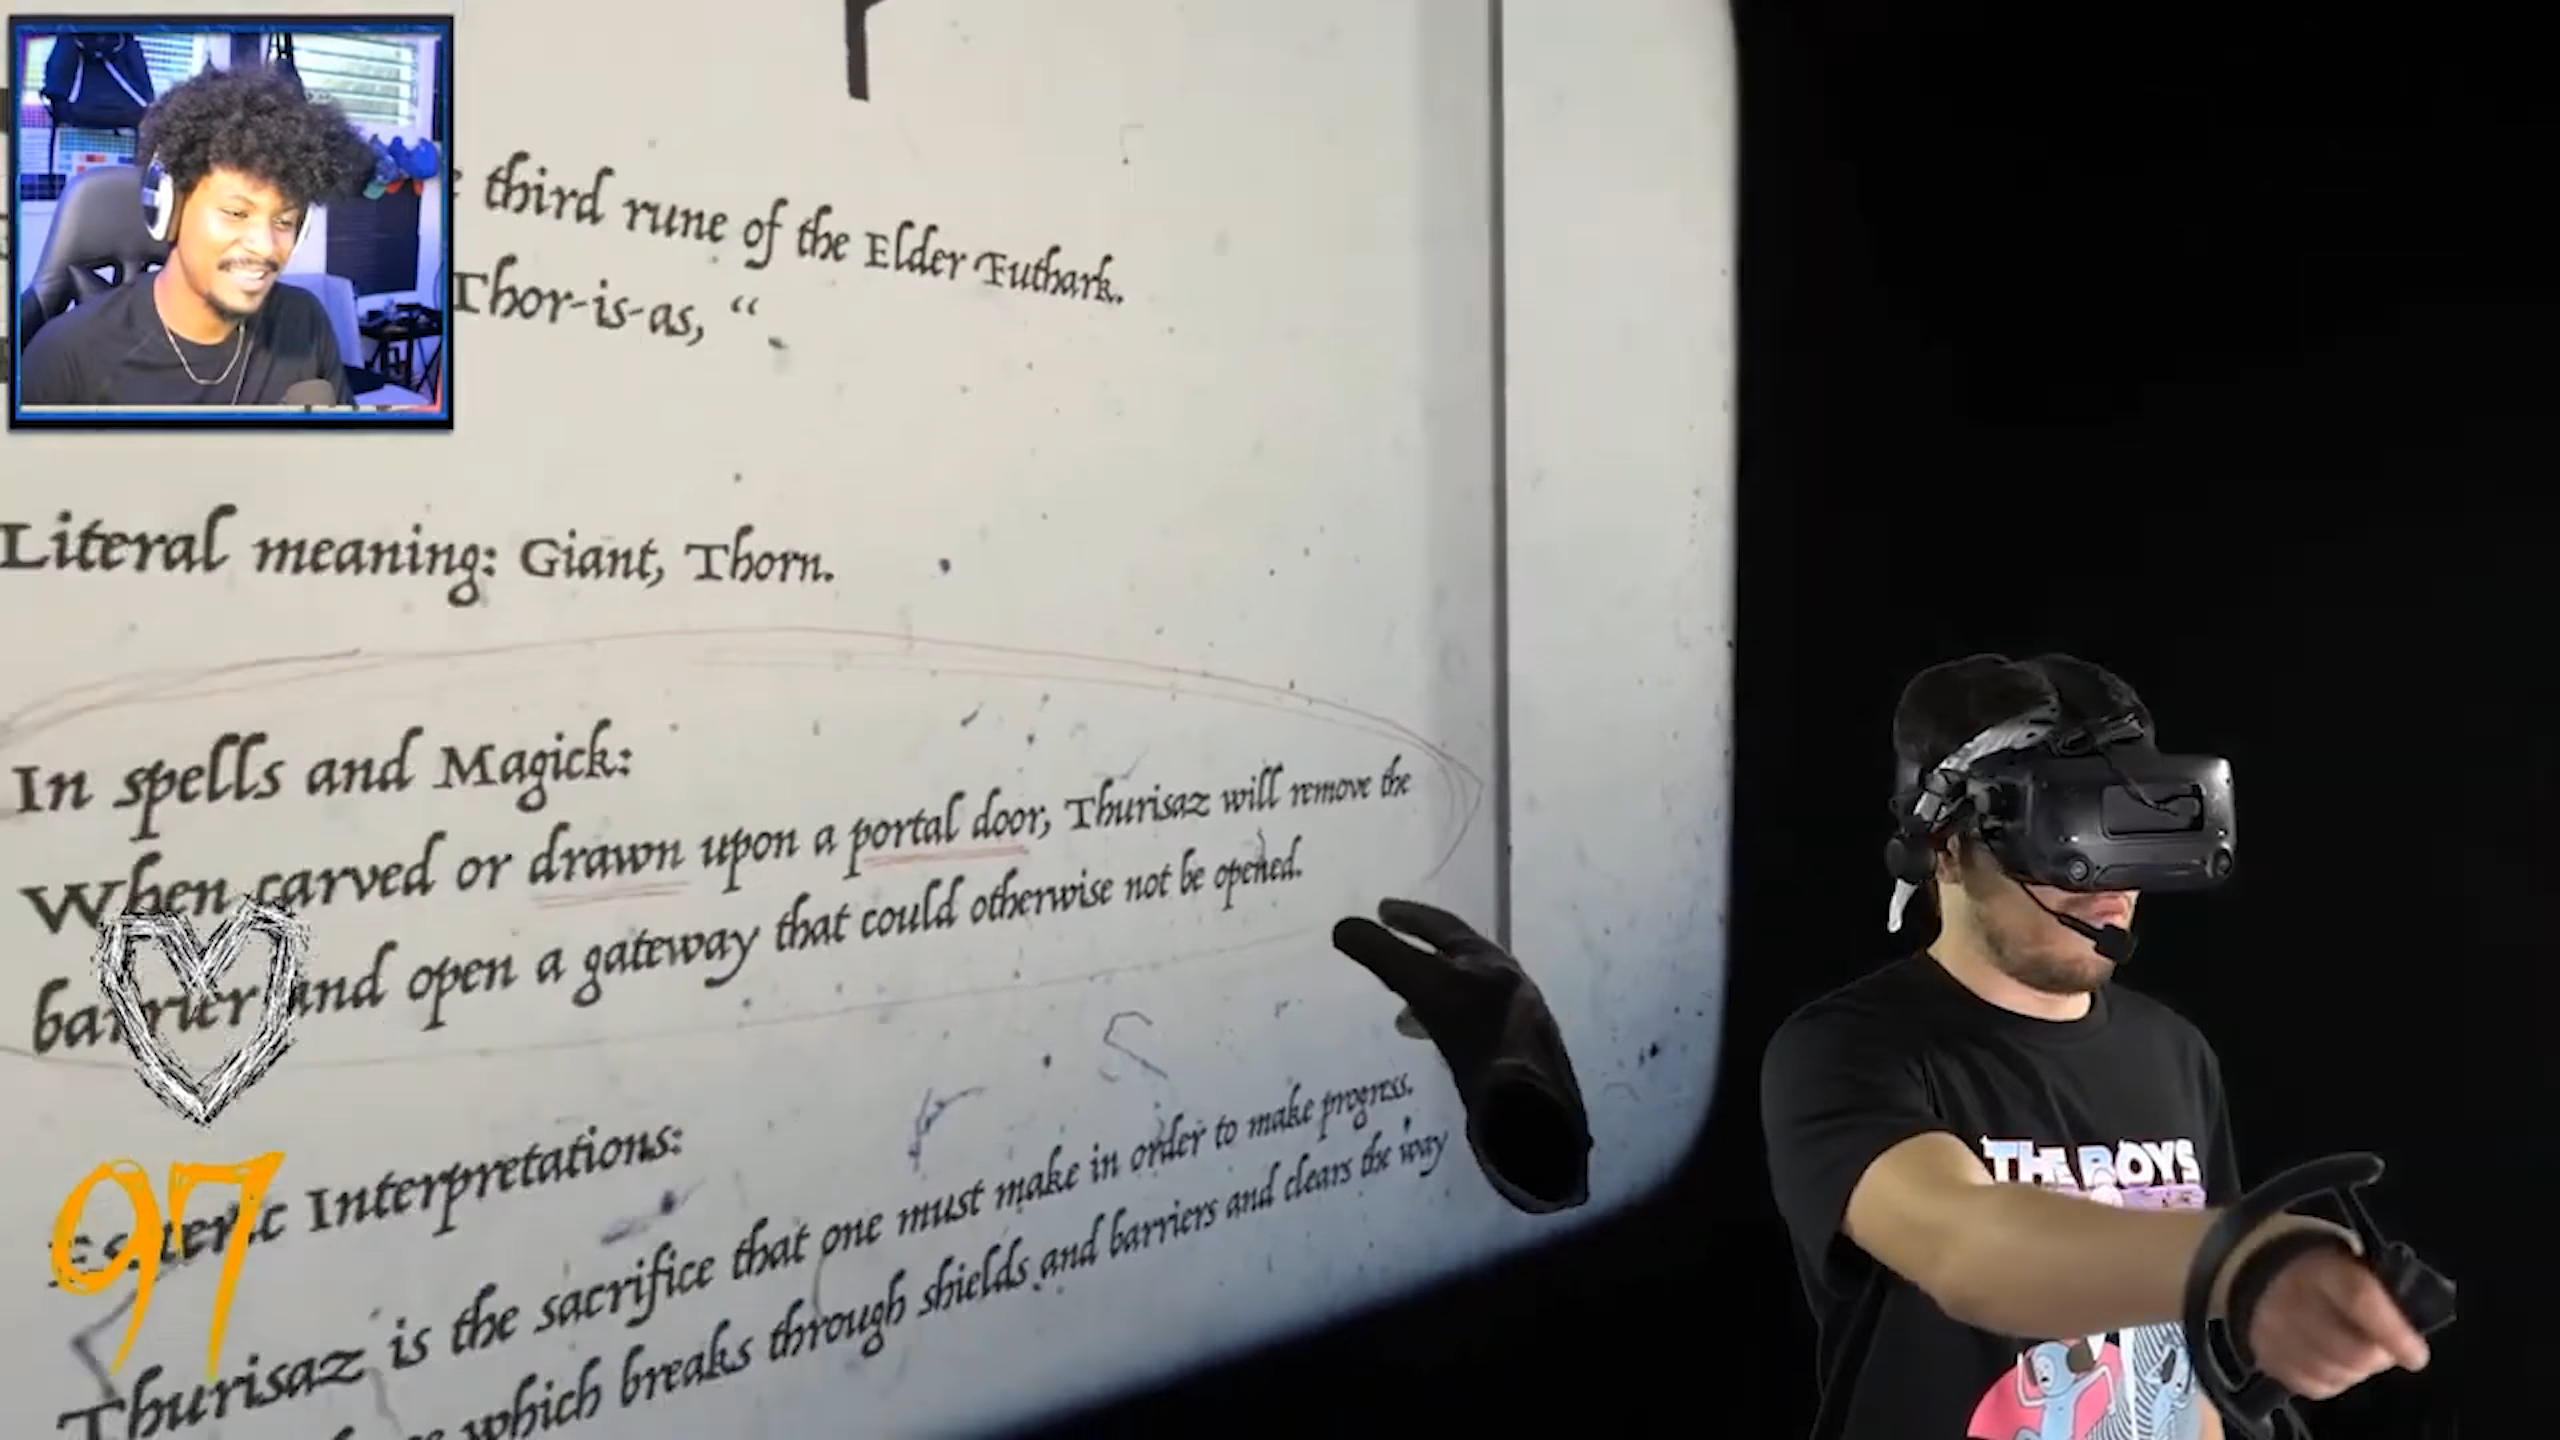 third rune of the Elder Futhark.
Thor-is-as, “
Literal meaning: Giant, Thorn.
In spells and Magick:
When carved or drawn upon a portal door, Thurisaz will remove the
barrier and open a gateway that could otherwise not be opened.
Esoteric Interpretations:
97
Thurisaz is the sacrifice that one must make in order to make progress.
which breaks through shields and barriers and clears the way
THE BOYS